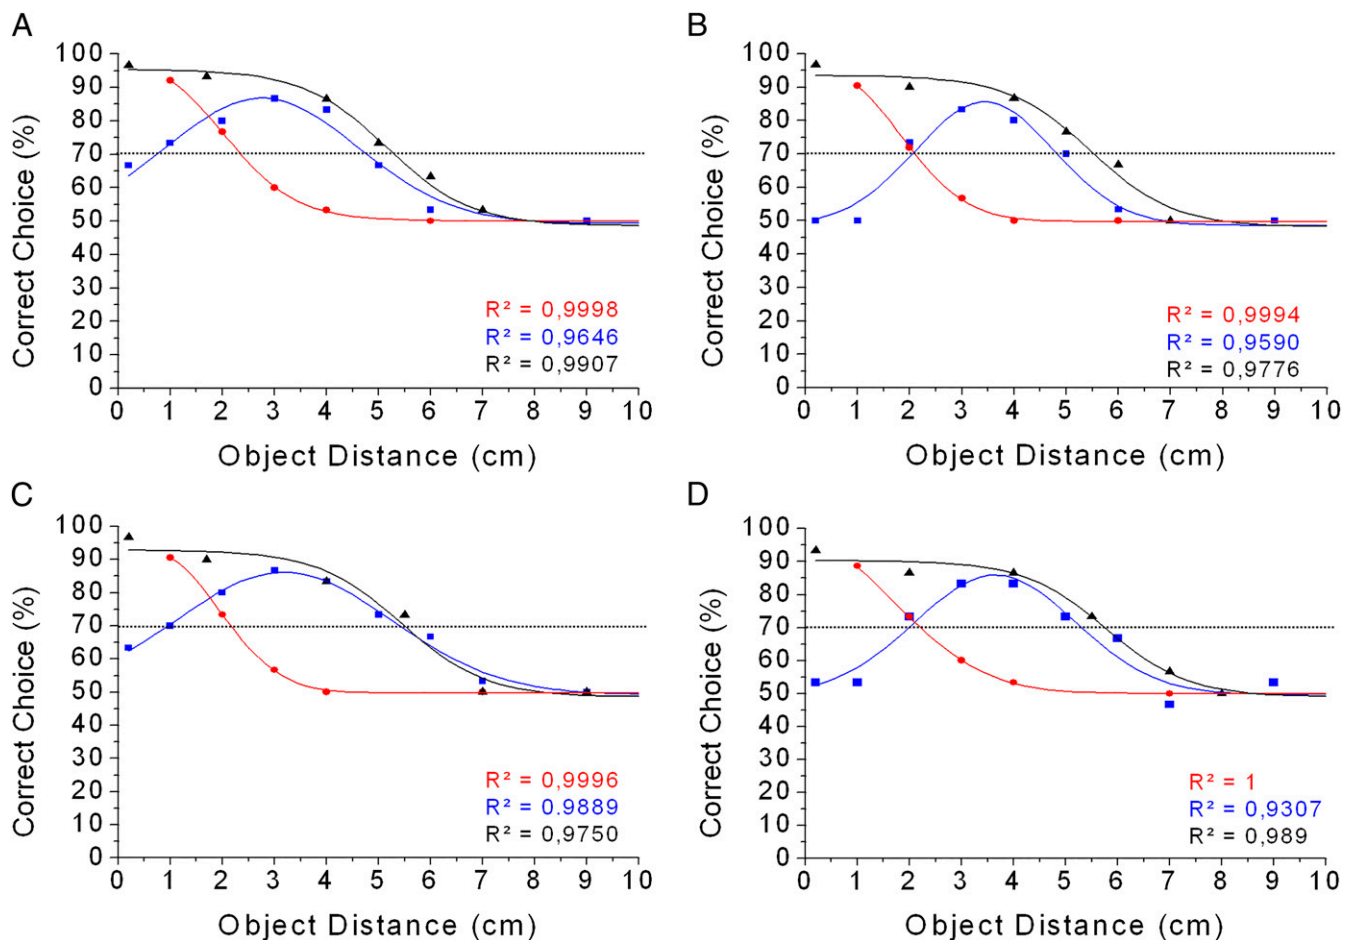 A
Correct Choice (%)
100
90
80
70
60
50
40
30
20
10
0
R² = 0,9998
R² = 0,9646
R² = 0,9907
0 1 2 3 4 5 6 7 8 9 10
Object Distance (cm)
B
Correct Choice (%)
100
90
80
70
60
50
40
30
20
10
0
R² = 0,9994
R² = 0,9590
R² = 0,9776
0 1 2 3 4 5 6 7 8 9 10
Object Distance (cm)
C
Correct Choice (%)
100
90
80
70
60
50
40
30
20
10
0
R² = 0,9996
R² = 0.9889
R² = 0,9750
0 1 2 3 4 5 6 7 8 9 10
Object Distance (cm)
D
Correct Choice (%)
100
90
80
70
60
50
40
30
20
10
0
R² = 1
R² = 0,9307
R² = 0,989
0 1 2 3 4 5 6 7 8 9 10
Object Distance (cm)